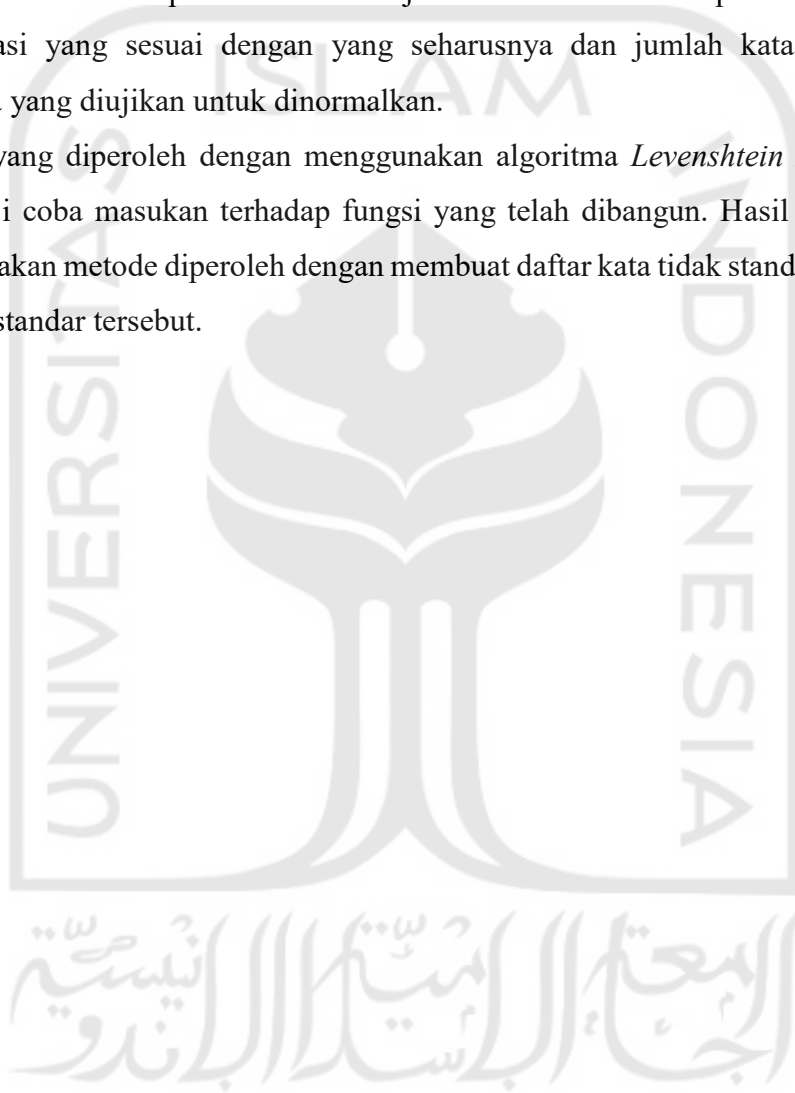 asi yang sesuai dengan yang seharusnya dan jumlah kata
yang diujikan untuk dinormalkan.
yang diperoleh dengan menggunakan algoritma Levenshtein
i coba masukan terhadap fungsi yang telah dibangun. Hasil
akan metode diperoleh dengan membuat daftar kata tidak stand
standar tersebut.
ISLAM
UNIVERSITAS
INDONESIA